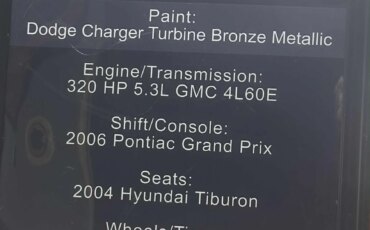 Paint:
Dodge Charger Turbine Bronze Metallic
Engine/Transmission:
320 HP 5.3L GMC 4L60E
Shift/Console:
2006 Pontiac Grand Prix
Seats:
2004 Hyundai Tiburon